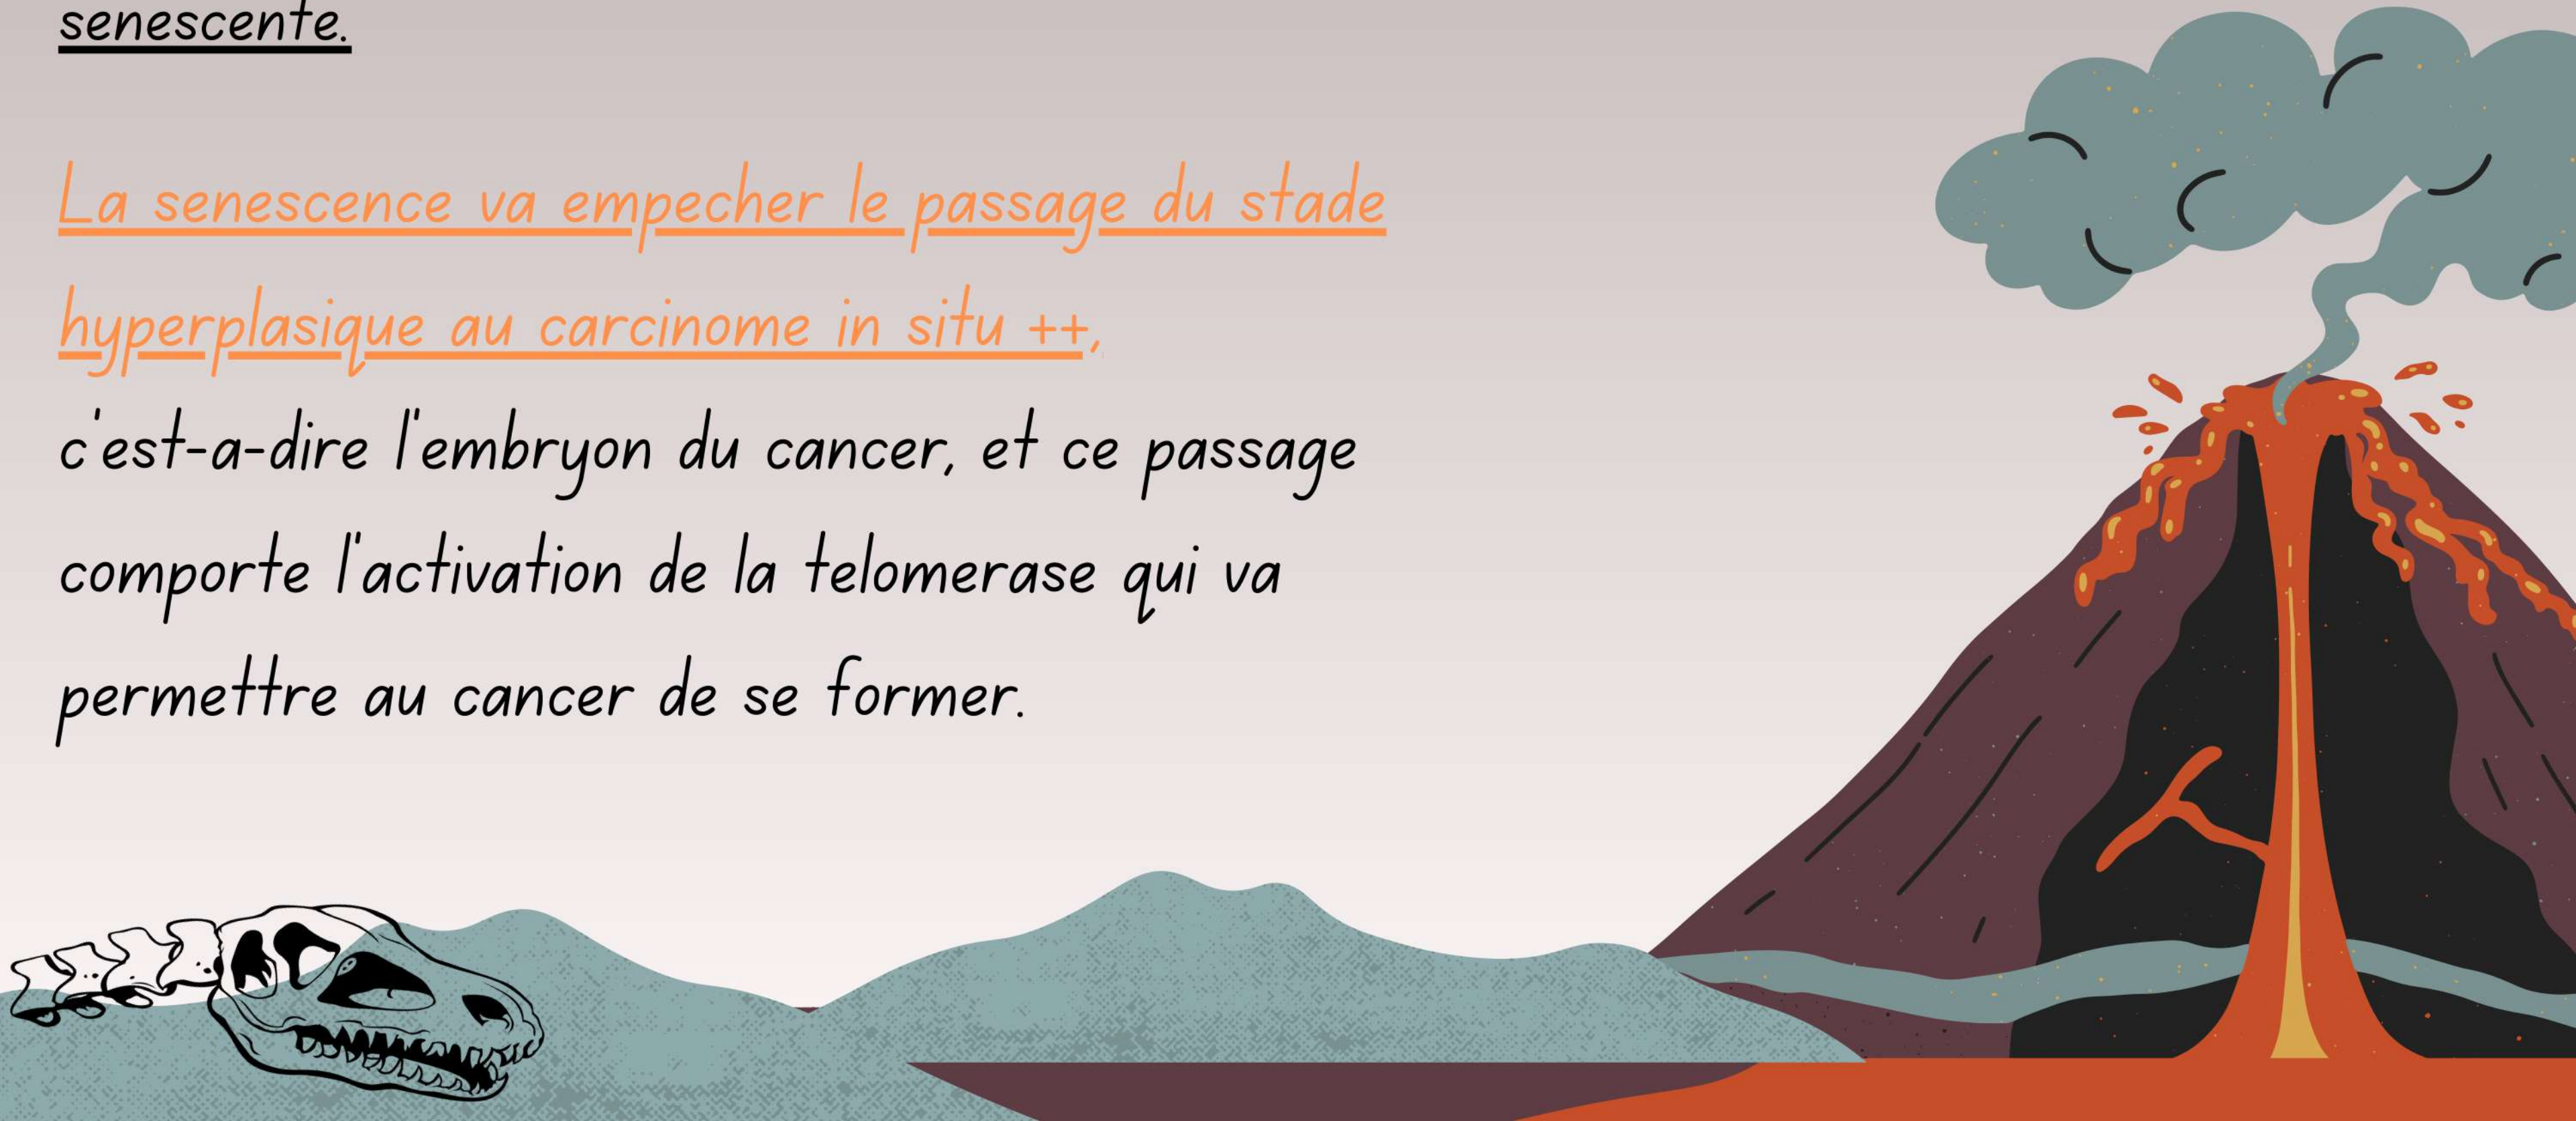 senescente.
La senescence va empecher le passage du stade
hyperplasique au carcinome in situ ++,
c'est-a-dire l'embryon du cancer, et ce passage
comporte l'activation de la telomerase qui va
permettre au cancer de se former.